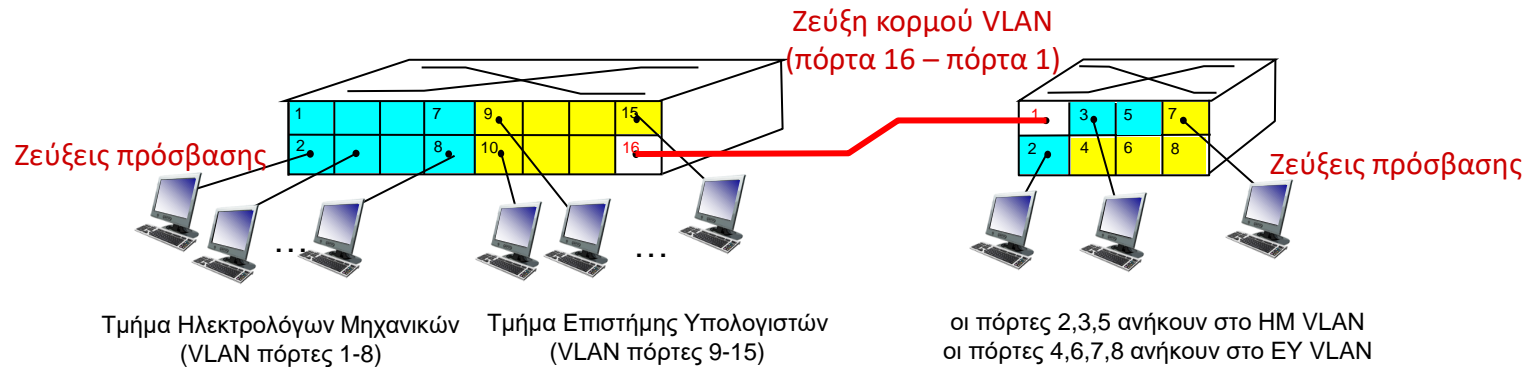 Ζεύξη κορμού VLAN
(πόρτα 16 – πόρτα 1)
1 7 9 15
2 8 10 16
1 3 5 7
2 4 6 8
Ζεύξεις πρόσβασης
Ζεύξεις πρόσβασης
...
...
Τμήμα Ηλεκτρολόγων Μηχανικών
(VLAN πόρτες 1-8)
Τμήμα Επιστήμης Υπολογιστών
(VLAN πόρτες 9-15)
οι πόρτες 2,3,5 ανήκουν στο ΗΜ VLAN
οι πόρτες 4,6,7,8 ανήκουν στο ΕΥ VLAN